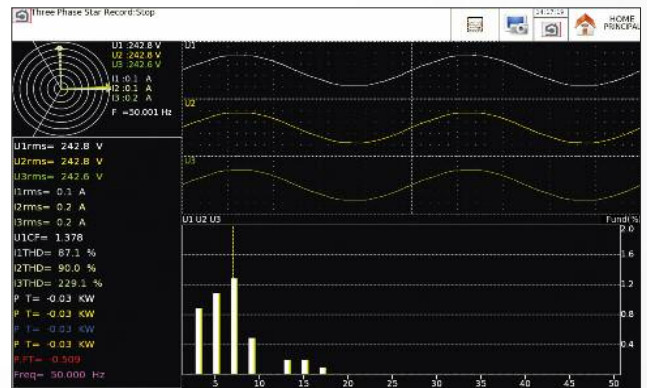 Three Phase Star Record:Stop
14:17:19
HOME
PRINCIPAL
U1 :242.8 V
U2 :242.8 V
U3 :242.6 V
I1 :0.1 A
I2 :0.1 A
I3 :0.2 A
F =50.001 Hz
U1
U2
U3
U1rms= 242.8 V
U2rms= 242.8 V
U3rms= 242.6 V
I1rms= 0.1 A
I2rms= 0.2 A
I3rms= 0.2 A
U1CF= 1.378
I1THD= 87.1 %
I2THD= 90.0 %
I3THD= 229.1 %
P T= -0.03 KW
P T= -0.03 KW
P T= -0.03 KW
P T= -0.03 KW
P.FT= -0.509
Freq= 50.000 Hz
U1 U2 U3
Fund(%)
2.0
1.6
1.2
0.8
0.4
5 10 15 20 25 30 35 40 45 50